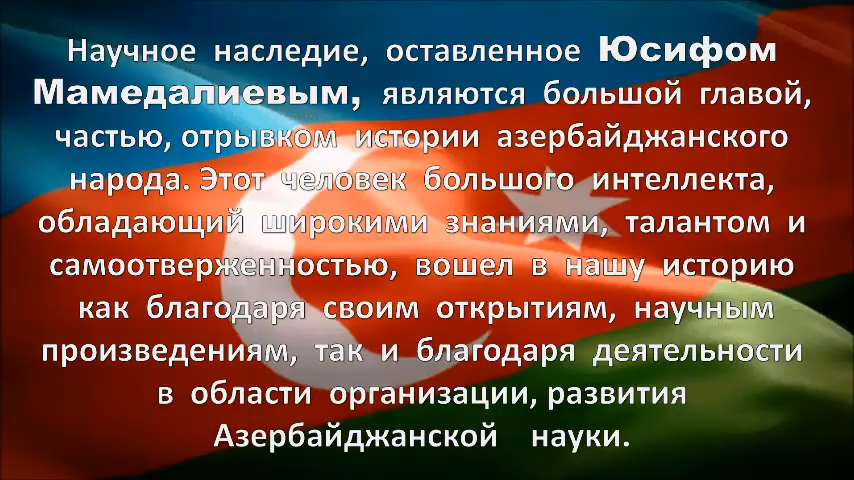 Научное наследие, оставленное Юсифом
Мамедалиевым, являются большой главой,
частью, отрывком истории азербайджанского
народа. Этот человек большого интеллекта,
обладающий широкими знаниями, талантом и
самоотверженностью, вошел в нашу историю
как благодаря своим открытиям, научным
произведениям, так и благодаря деятельности
в области организации, развития
Азербайджанской науки.